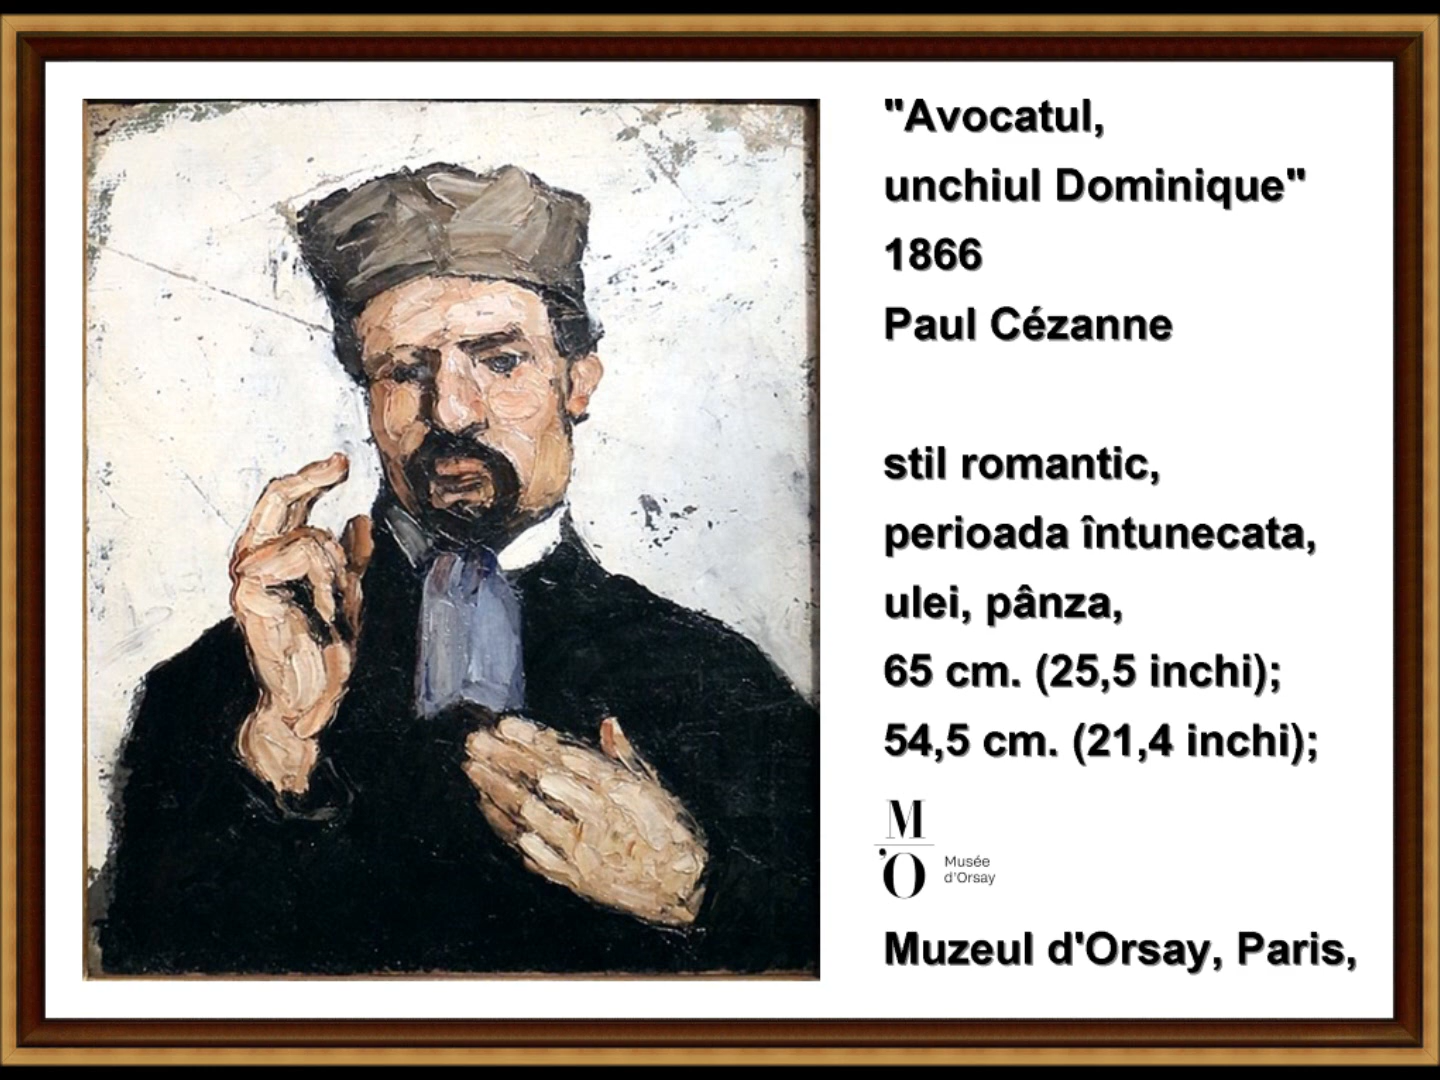 "Avocatul,
unchiul Dominique"
1866
Paul Cézanne
stil romantic,
perioada întunecata,
ulei, pânza,
65 cm. (25,5 inchi);
54,5 cm. (21,4 inchi);
M
'O
Musée
d'Orsay
Muzeul d'Orsay, Paris,